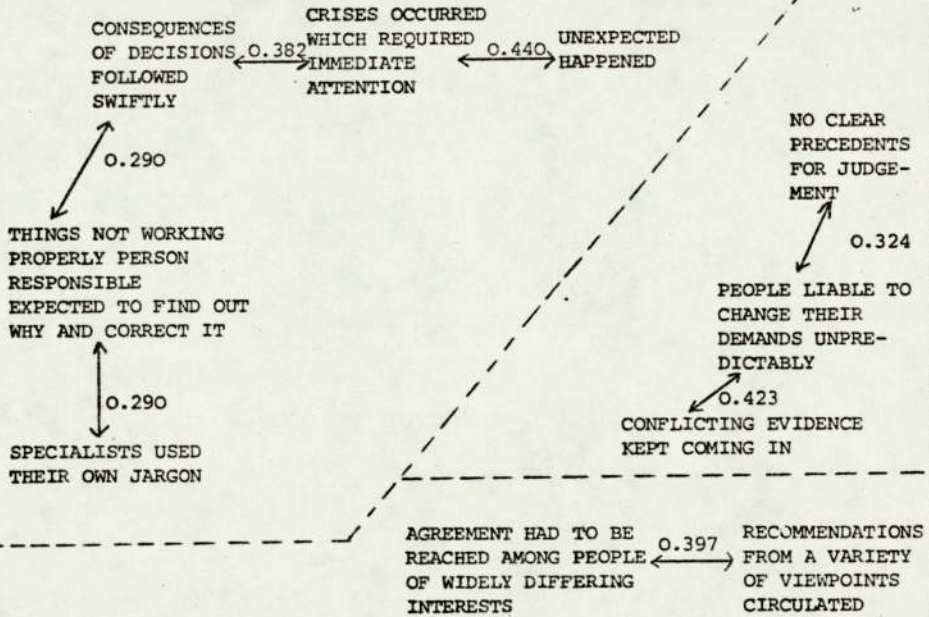 CONSEQUENCES
OF DECISIONS
FOLLOWED
SWIFTLY
0.382
CRISES OCCURRED
WHICH REQUIRED
IMMEDIATE
ATTENTION
0.440
UNEXPECTED
HAPPENED
0.290
THINGS NOT WORKING
PROPERLY PERSON
RESPONSIBLE
EXPECTED TO FIND OUT
WHY AND CORRECT IT
0.290
SPECIALISTS USED
THEIR OWN JARGON
NO CLEAR
PRECEDENTS
FOR JUDGE-
MENT
0.324
PEOPLE LIABLE TO
CHANGE THEIR
DEMANDS UNPRE-
DICTABLY
0.423
CONFLICTING EVIDENCE
KEPT COMING IN
AGREEMENT HAD TO BE
REACHED AMONG PEOPLE
OF WIDELY DIFFERING
INTERESTS
0.397
RECOMMENDATIONS
FROM A VARIETY
OF VIEWPOINTS
CIRCULATED